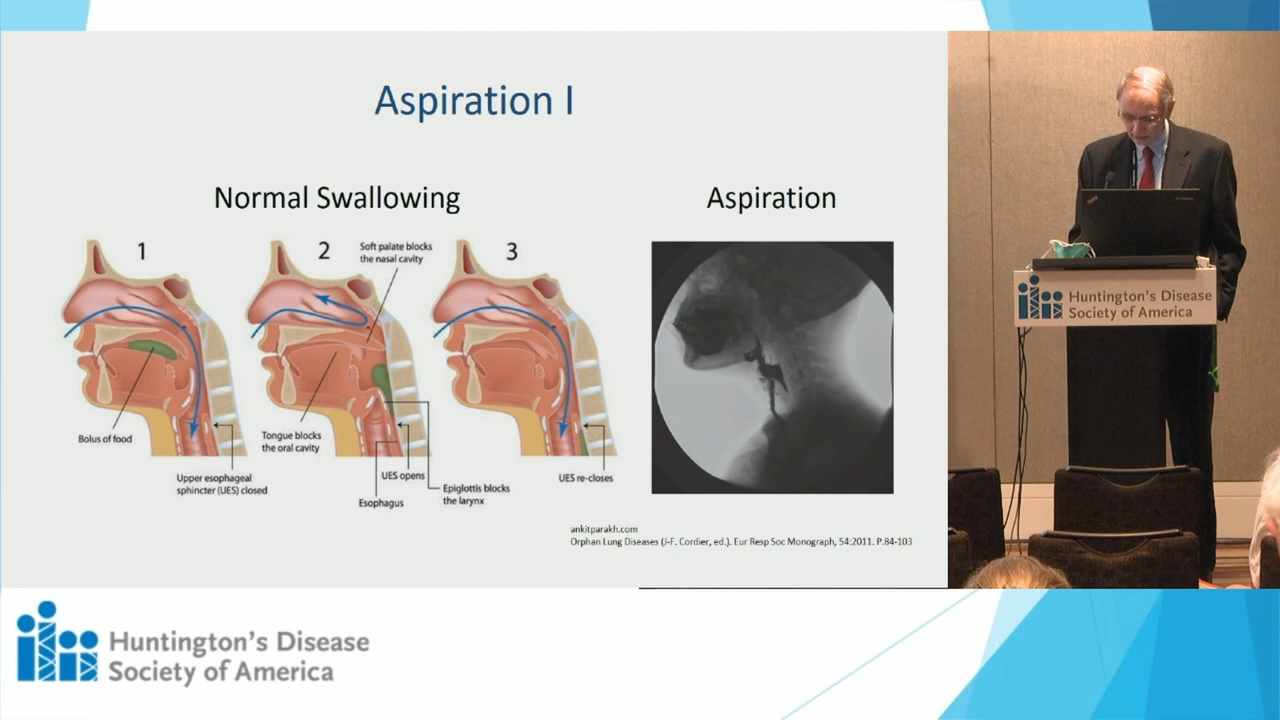 Aspiration I
Normal Swallowing
Aspiration
1
2
3
Soft palate blocks
the nasal cavity
Bolus of food
Tongue blocks
the oral cavity
Upper esophageal
sphincter (UES) closed
UES opens
Esophagus
Epiglottis blocks
the larynx
UES re-closes
ankitparakh.com
Orphan Lung Diseases (J-F. Cordier, ed.). Eur Resp Soc Monograph, 54:2011. P.84-103
Huntington's Disease
Society of America
Huntington's Disease
Society of America